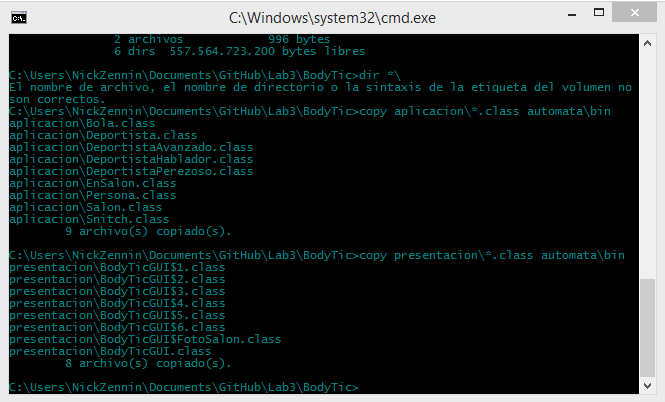 C:\Windows\system32\cmd.exe
2 archivos 996 bytes
6 dirs 557.564.723.200 bytes libres
C:\Users\NickZennin\Documents\GitHub\Lab3\BodyTic>dir *\
El nombre de archivo, el nombre de directorio o la sintaxis de la etiqueta del volumen no
son correctos.
C:\Users\NickZennin\Documents\GitHub\Lab3\BodyTic>copy aplicacion\*.class automata\bin
aplicacion\Bola.class
aplicacion\Deportista.class
aplicacion\DeportistaAvanzado.class
aplicacion\DeportistaHablador.class
aplicacion\DeportistaPerezoso.class
aplicacion\EnSalon.class
aplicacion\Persona.class
aplicacion\Salon.class
aplicacion\Snitch.class
9 archivo(s) copiado(s).
C:\Users\NickZennin\Documents\GitHub\Lab3\BodyTic>copy presentacion\*.class automata\bin
presentacion\BodyTicGUI$1.class
presentacion\BodyTicGUI$2.class
presentacion\BodyTicGUI$3.class
presentacion\BodyTicGUI$4.class
presentacion\BodyTicGUI$5.class
presentacion\BodyTicGUI$6.class
presentacion\BodyTicGUI$FotoSalon.class
presentacion\BodyTicGUI.class
8 archivo(s) copiado(s).
C:\Users\NickZennin\Documents\GitHub\Lab3\BodyTic>